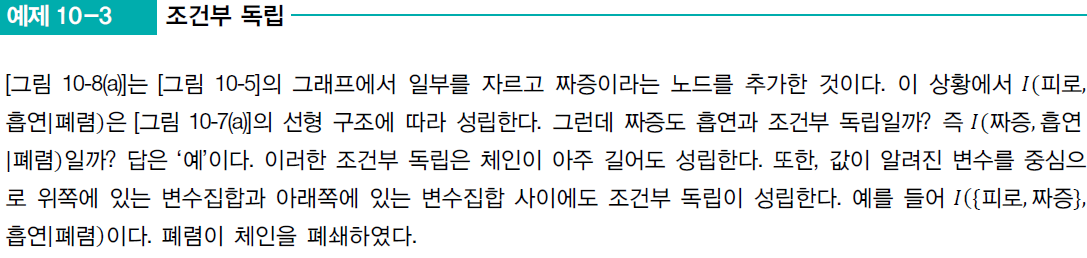 예제 10-3 조건부 독립
[그림 10-8(a)]는 [그림 10-5]의 그래프에서 일부를 자르고 짜증이라는 노드를 추가한 것이다. 이 상황에서 I(피로,
흡연|폐렴)은 [그림 10-7(a)]의 선형 구조에 따라 성립한다. 그런데 짜증도 흡연과 조건부 독립일까? 즉 I(짜증, 흡연
|폐렴)일까? 답은 ‘예’이다. 이러한 조건부 독립은 체인이 아주 길어도 성립한다. 또한, 값이 알려진 변수를 중심으
로 위쪽에 있는 변수집합과 아래쪽에 있는 변수집합 사이에도 조건부 독립이 성립한다. 예를 들어 I({피로, 짜증},
흡연|폐렴)이다. 폐렴이 체인을 폐쇄하였다.